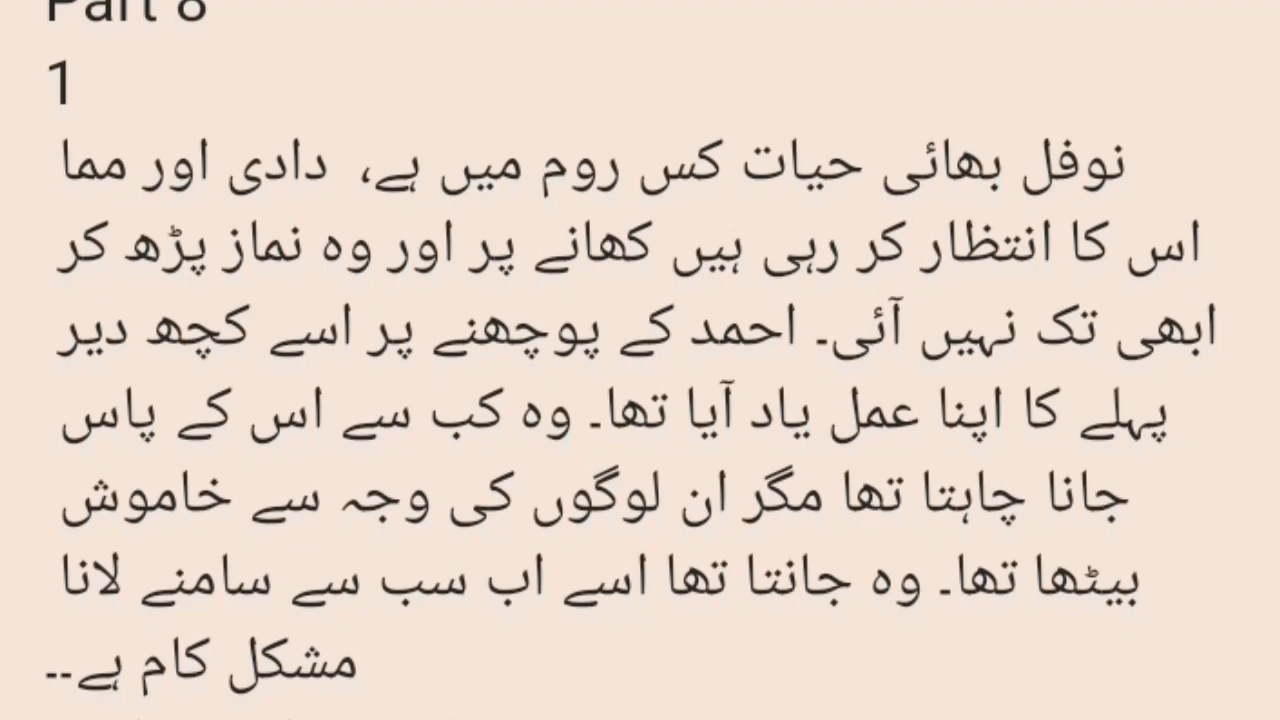 Part 8
1
نوفل بھائی حیات کس روم میں ہے، دادی اور مما
اس کا انتظار کر رہی ہیں کھانے پر اور وہ نماز پڑھ کر
ابھی تک نہیں آئی۔ احمد کے پوچھنے پر اسے کچھ دیر
پہلے کا اپنا عمل یاد آیا تھا۔ وہ کب سے اس کے پاس
جانا چاہتا تھا مگر ان لوگوں کی وجہ سے خاموش
بیٹھا تھا۔ وہ جانتا تھا اسے اب سب سے سامنے لانا
مشکل کام ہے۔۔